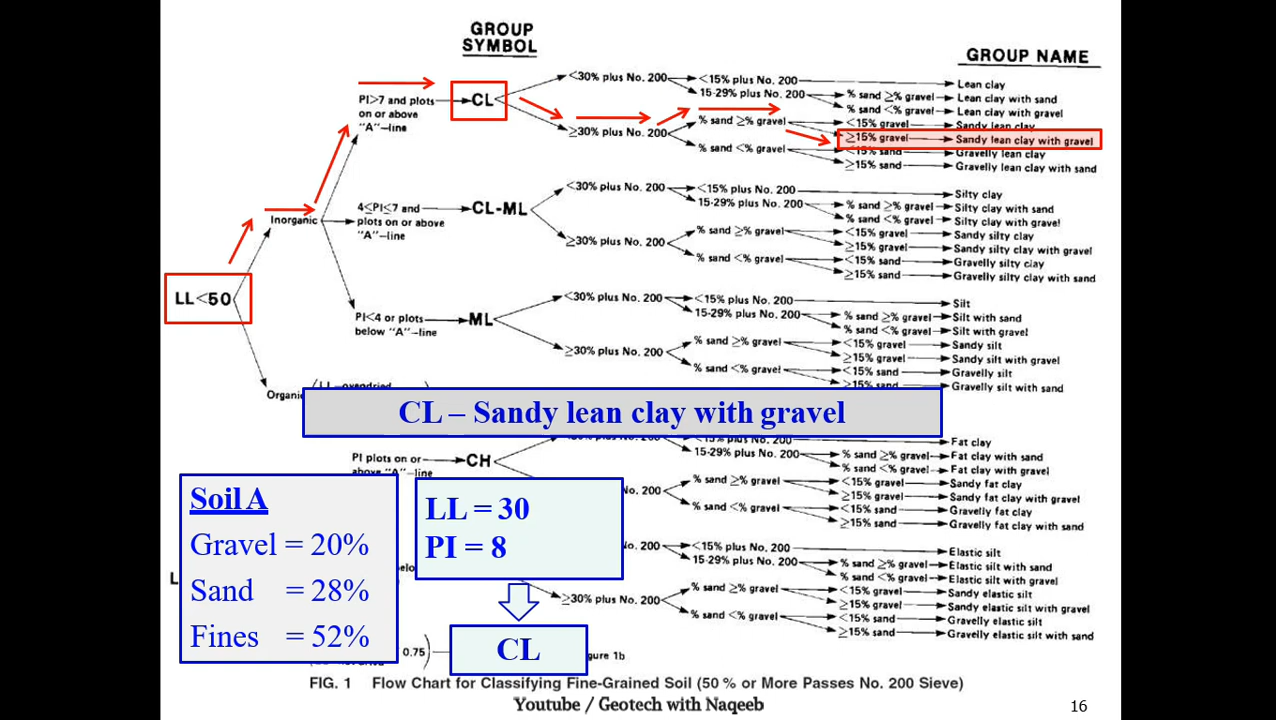 GROUP
SYMBOL
GROUP NAME
<30% plus No. 200
<15% plus No. 200
Lean clay
15-29% plus No. 200
% sand ≥% gravel
Lean clay with sand
% sand <% gravel
Lean clay with gravel
PI>7 and plots
on or above
"A"—line
CL
≥30% plus No. 200
% sand ≥% gravel
<15% gravel
Sandy lean clay
≥15% gravel
Sandy lean clay with gravel
% sand <% gravel
<15% sand
Gravelly lean clay
≥15% sand
Gravelly lean clay with sand
Inorganic
4≤PI≤7 and
plots on or above
"A"—line
CL-ML
<30% plus No. 200
<15% plus No. 200
Silty clay
15-29% plus No. 200
% sand ≥% gravel
Silty clay with sand
% sand <% gravel
Silty clay with gravel
≥30% plus No. 200
% sand ≥% gravel
<15% gravel
Sandy silty clay
≥15% gravel
Sandy silty clay with gravel
% sand <% gravel
<15% sand
Gravelly silty clay
≥15% sand
Gravelly silty clay with sand
LL<50
PI<4 or plots
below "A"—line
ML
<30% plus No. 200
<15% plus No. 200
Silt
15-29% plus No. 200
% sand ≥% gravel
Silt with sand
% sand <% gravel
Silt with gravel
≥30% plus No. 200
% sand ≥% gravel
<15% gravel
Sandy silt
≥15% gravel
Sandy silt with gravel
% sand <% gravel
<15% sand
Gravelly silt
≥15% sand
Gravelly silt with sand
CL – Sandy lean clay with gravel
PI plots on or
above "A"—line
CH
<15% plus No. 200
Fat clay
15-29% plus No. 200
% sand ≥% gravel
Fat clay with sand
% sand <% gravel
Fat clay with gravel
No. 200
% sand ≥% gravel
<15% gravel
Sandy fat clay
≥15% gravel
Sandy fat clay with gravel
% sand <% gravel
<15% sand
Gravelly fat clay
≥15% sand
Gravelly fat clay with sand
Soil A
Gravel = 20%
Sand = 28%
Fines = 52%
LL = 30
PI = 8
CL
No. 200
<15% plus No. 200
Elastic silt
15-29% plus No. 200
% sand ≥% gravel
Elastic silt with sand
% sand <% gravel
Elastic silt with gravel
≥30% plus No. 200
% sand ≥% gravel
<15% gravel
Sandy elastic silt
≥15% gravel
Sandy elastic silt with gravel
% sand <% gravel
<15% sand
Gravelly elastic silt
≥15% sand
Gravelly elastic silt with sand
0.75
1b
FIG. 1 Flow Chart for Classifying Fine-Grained Soil (50 % or More Passes No. 200 Sieve)
Youtube / Geotech with Naqeeb
16